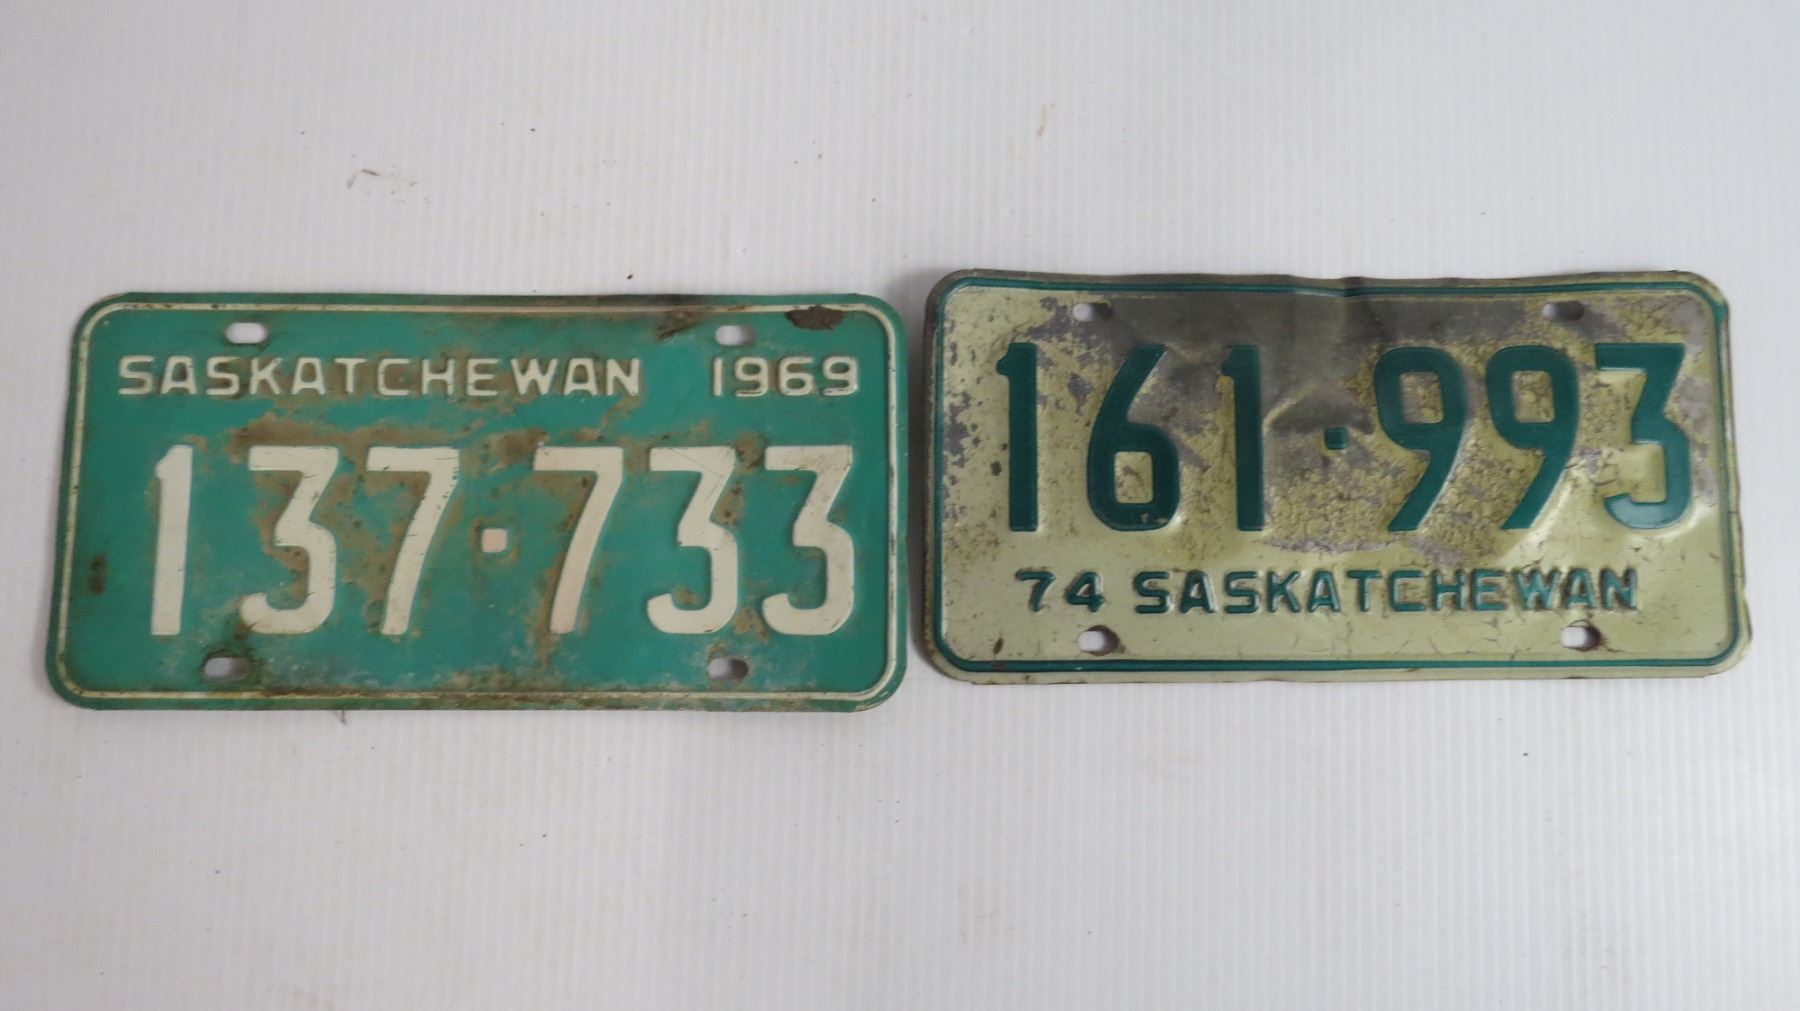 SASKATCHEWAN 1969
137·733
161·993
74 SASKATCHEWAN